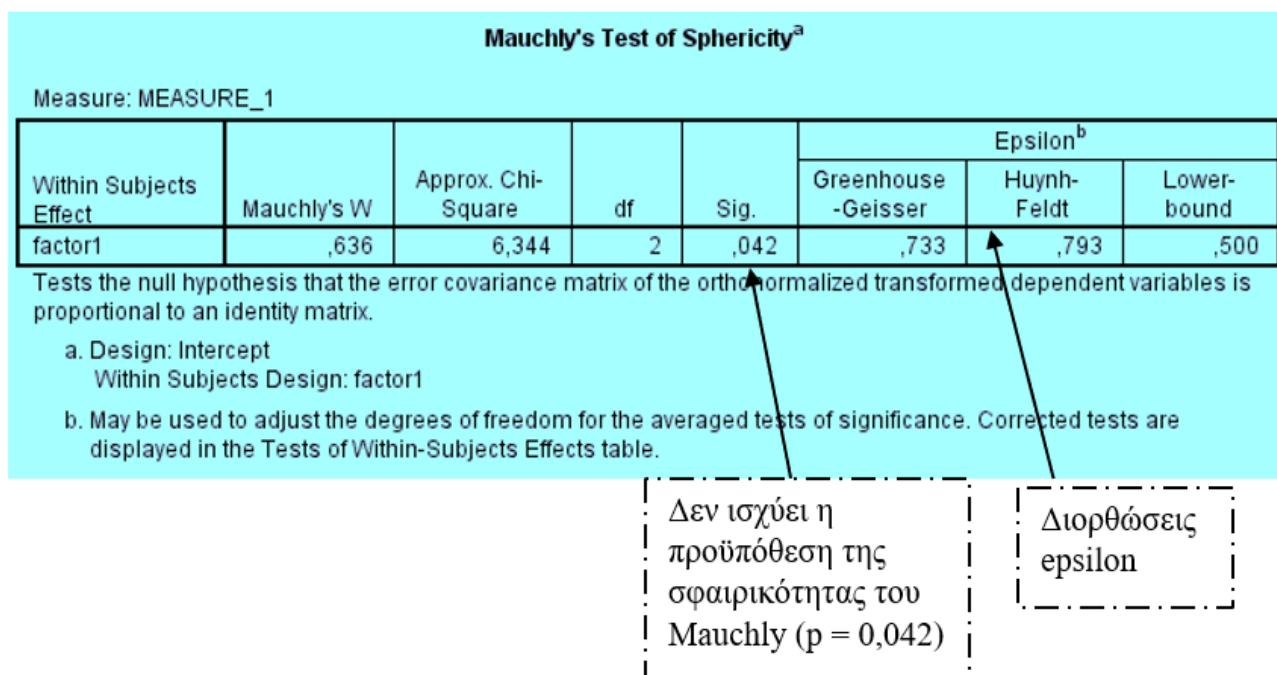 Mauchly's Test of Sphericityᵃ
Measure: MEASURE_1
Epsilonᵇ
Within Subjects Effect Mauchly's W Approx. Chi-Square df Sig. Greenhouse-Geisser Huynh-Feldt Lower-bound
factor1 ,636 6,344 2 ,042 ,733 ,793 ,500
Tests the null hypothesis that the error covariance matrix of the orthonormalized transformed dependent variables is
proportional to an identity matrix.
a. Design: Intercept
Within Subjects Design: factor1
b. May be used to adjust the degrees of freedom for the averaged tests of significance. Corrected tests are
displayed in the Tests of Within-Subjects Effects table.
Δεν ισχύει η
προϋπόθεση της
σφαιρικότητας του
Mauchly (p = 0,042)
Διορθώσεις
epsilon